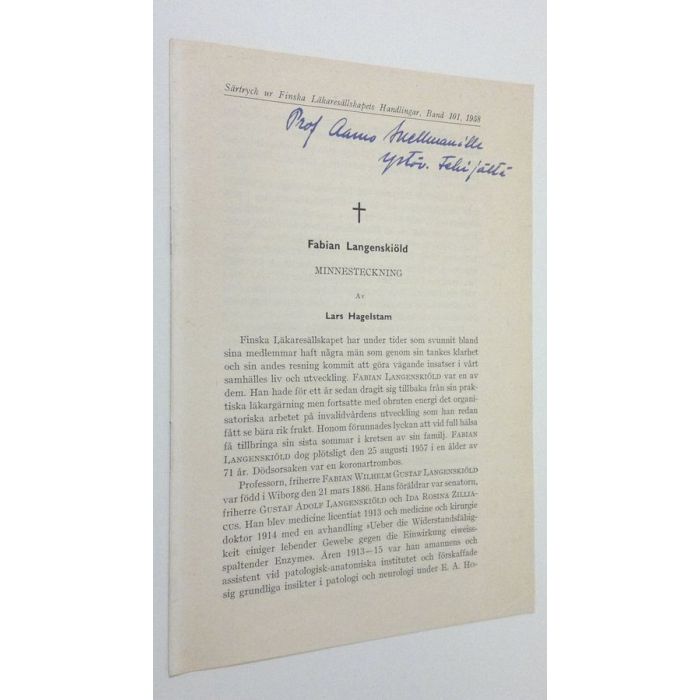 Särtryck ur Finska Läkaresällskapets Handlingar, Band 101, 1958
Prof Aarno Snellmanille
ystäv. Tekijältä
Fabian Langenskiöld
MINNESTECKNING
Av
Lars Hagelstam
Finska Läkaresällskapet har under tider som svunnit bland
sina medlemmar haft några män som genom sin tankes klarhet
och sin andes resning kommit att göra vägande insatser i vårt
samhälles liv och utveckling. FABIAN LANGENSKIÖLD var en av
dem. Han hade för ett år sedan dragit sig tillbaka från sin prak-
tiska läkargärning men fortsatte med obruten energi det organi-
satoriska arbetet på invalidvårdens utveckling som han redan
fått se bära rik frukt. Honom förunnades lyckan att vid full hälsa
få tillbringa sin sista sommar i kretsen av sin familj. FABIAN
LANGENSKIÖLD dog plötsligt den 25 augusti 1957 i en ålder av
71 år. Dödsorsaken var en koronartrombos.
Professorn, friherre FABIAN WILHELM GUSTAF LANGENSKIÖLD
var född i Wiborg den 21 mars 1886. Hans föräldrar var senatorn,
friherre GUSTAF ADOLF LANGENSKIÖLD och IDA ROSINA ZILLIA-
CUS. Han blev medicine licentiat 1913 och medicine och kirurgie
doktor 1914 med en avhandling »Ueber die Widerstandsfähig-
keit einiger lebender Gewebe gegen die Einwirkung eiweiss-
spaltender Enzyme». Åren 1913—15 var han amanuens och
assistent vid patologisk-anatomiska institutet och förskaffade
sig grundliga insikter i patologi och neurologi under E. A. Ho-